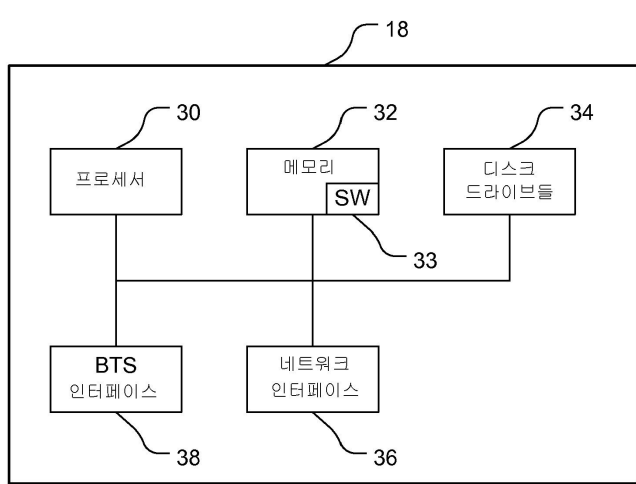 18
30
32
34
프로세서
메모리
SW
디스크
드라이브들
33
BTS
인터페이스
네트워크
인터페이스
38
36